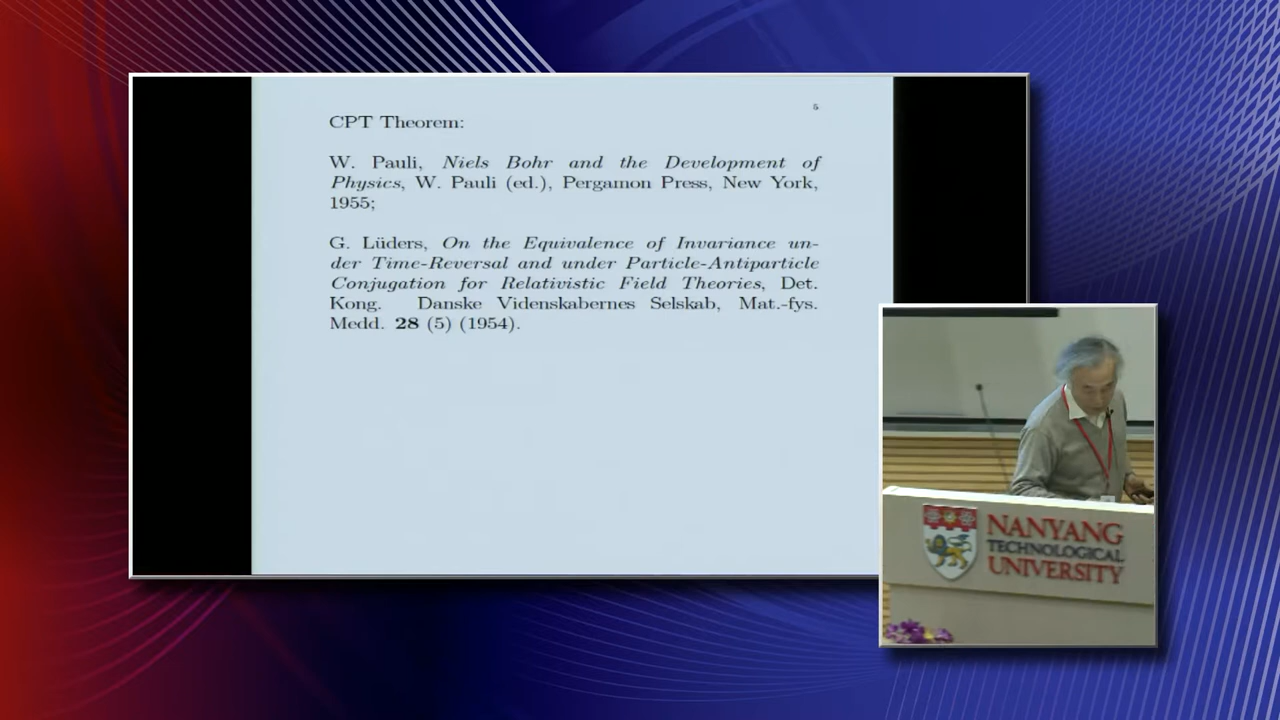 5
CPT Theorem:
W. Pauli, Niels Bohr and the Development of
Physics, W. Pauli (ed.), Pergamon Press, New York,
1955;
G. Lüders, On the Equivalence of Invariance un-
der Time-Reversal and under Particle-Antiparticle
Conjugation for Relativistic Field Theories, Det.
Kong. Danske Videnskabernes Selskab, Mat.-fys.
Medd. 28 (5) (1954).
NANYANG
TECHNOLOGICAL
UNIVERSITY